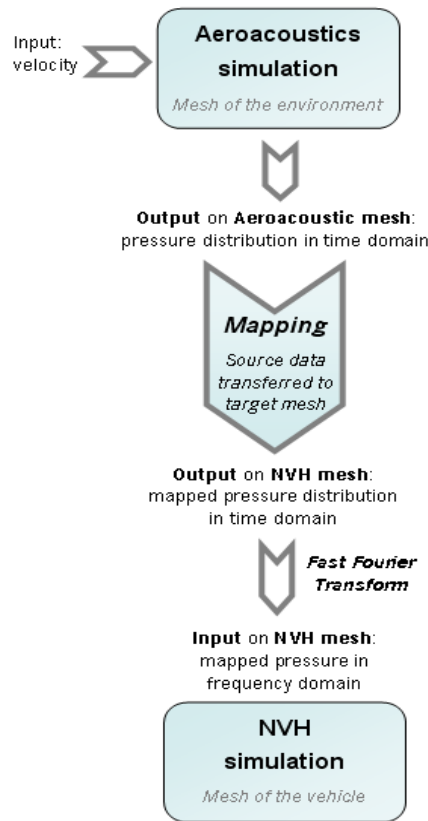 Input:
velocity
Aeroacoustics
simulation
Mesh of the environment
Output on Aeroacoustic mesh:
pressure distribution in time domain
Mapping
Source data
transferred to
target mesh
Output on NVH mesh:
mapped pressure distribution
in time domain
Fast Fourier
Transform
Input on NVH mesh:
mapped pressure in
frequency domain
NVH
simulation
Mesh of the vehicle